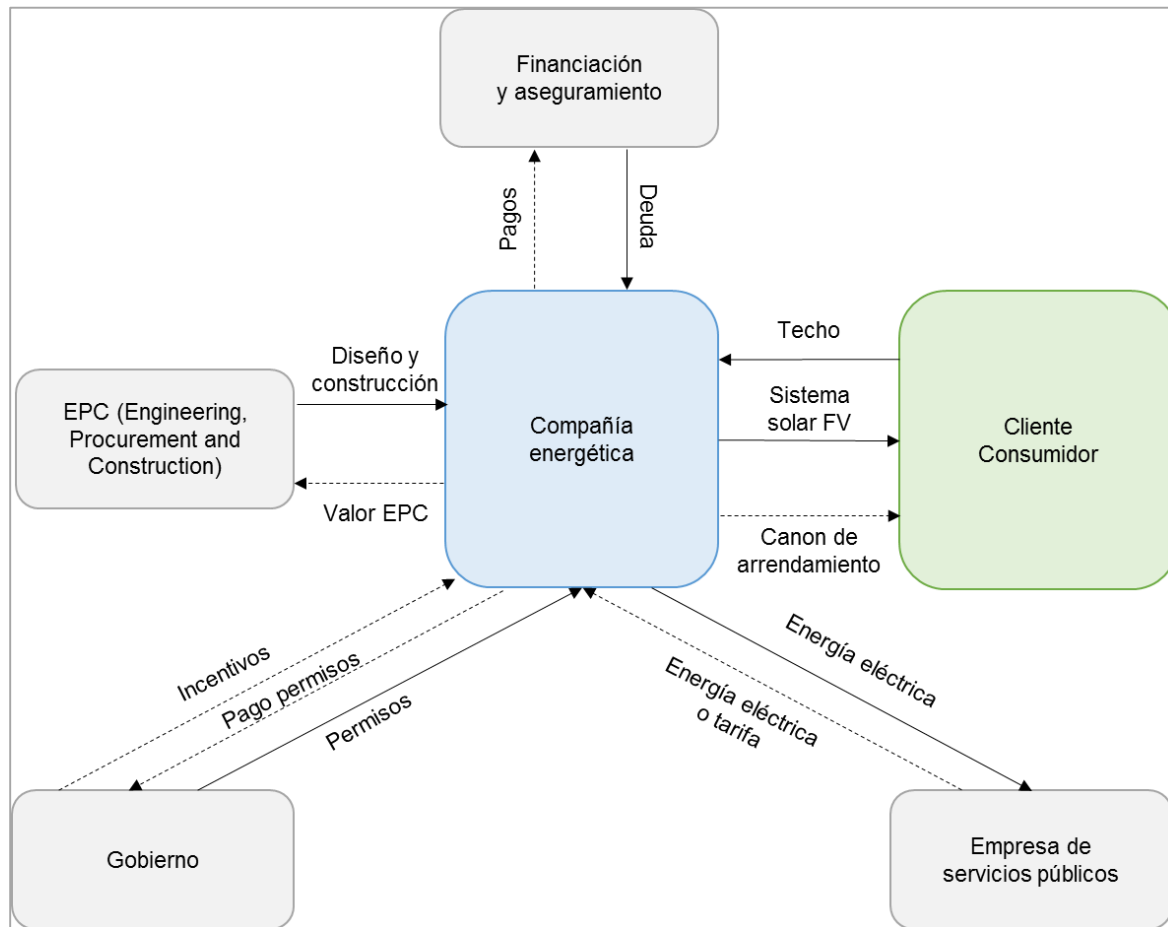 Financiación
y aseguramiento
Pagos
Deuda
Diseño y
construcción
Techo
EPC (Engineering,
Procurement and
Construction)
Compañía
energética
Sistema
solar FV
Cliente
Consumidor
Valor EPC
Canon de
arrendamiento
Incentivos
Pago permisos
Permisos
Energía eléctrica
Energía eléctrica
o tarifa
Gobierno
Empresa de
servicios públicos